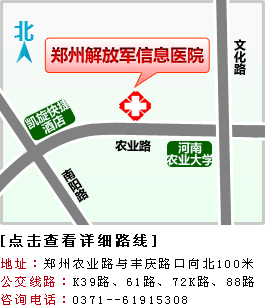 北
郑州解放军信息医院
文化路
凯旋快捷
酒店
农业路
河南
农业大学
南阳路
[点击查看详细路线]
地址：郑州农业路与丰庆路口向北100米
公交线路：K39路、61路、72K路、88路
咨询电话：0371--61915308